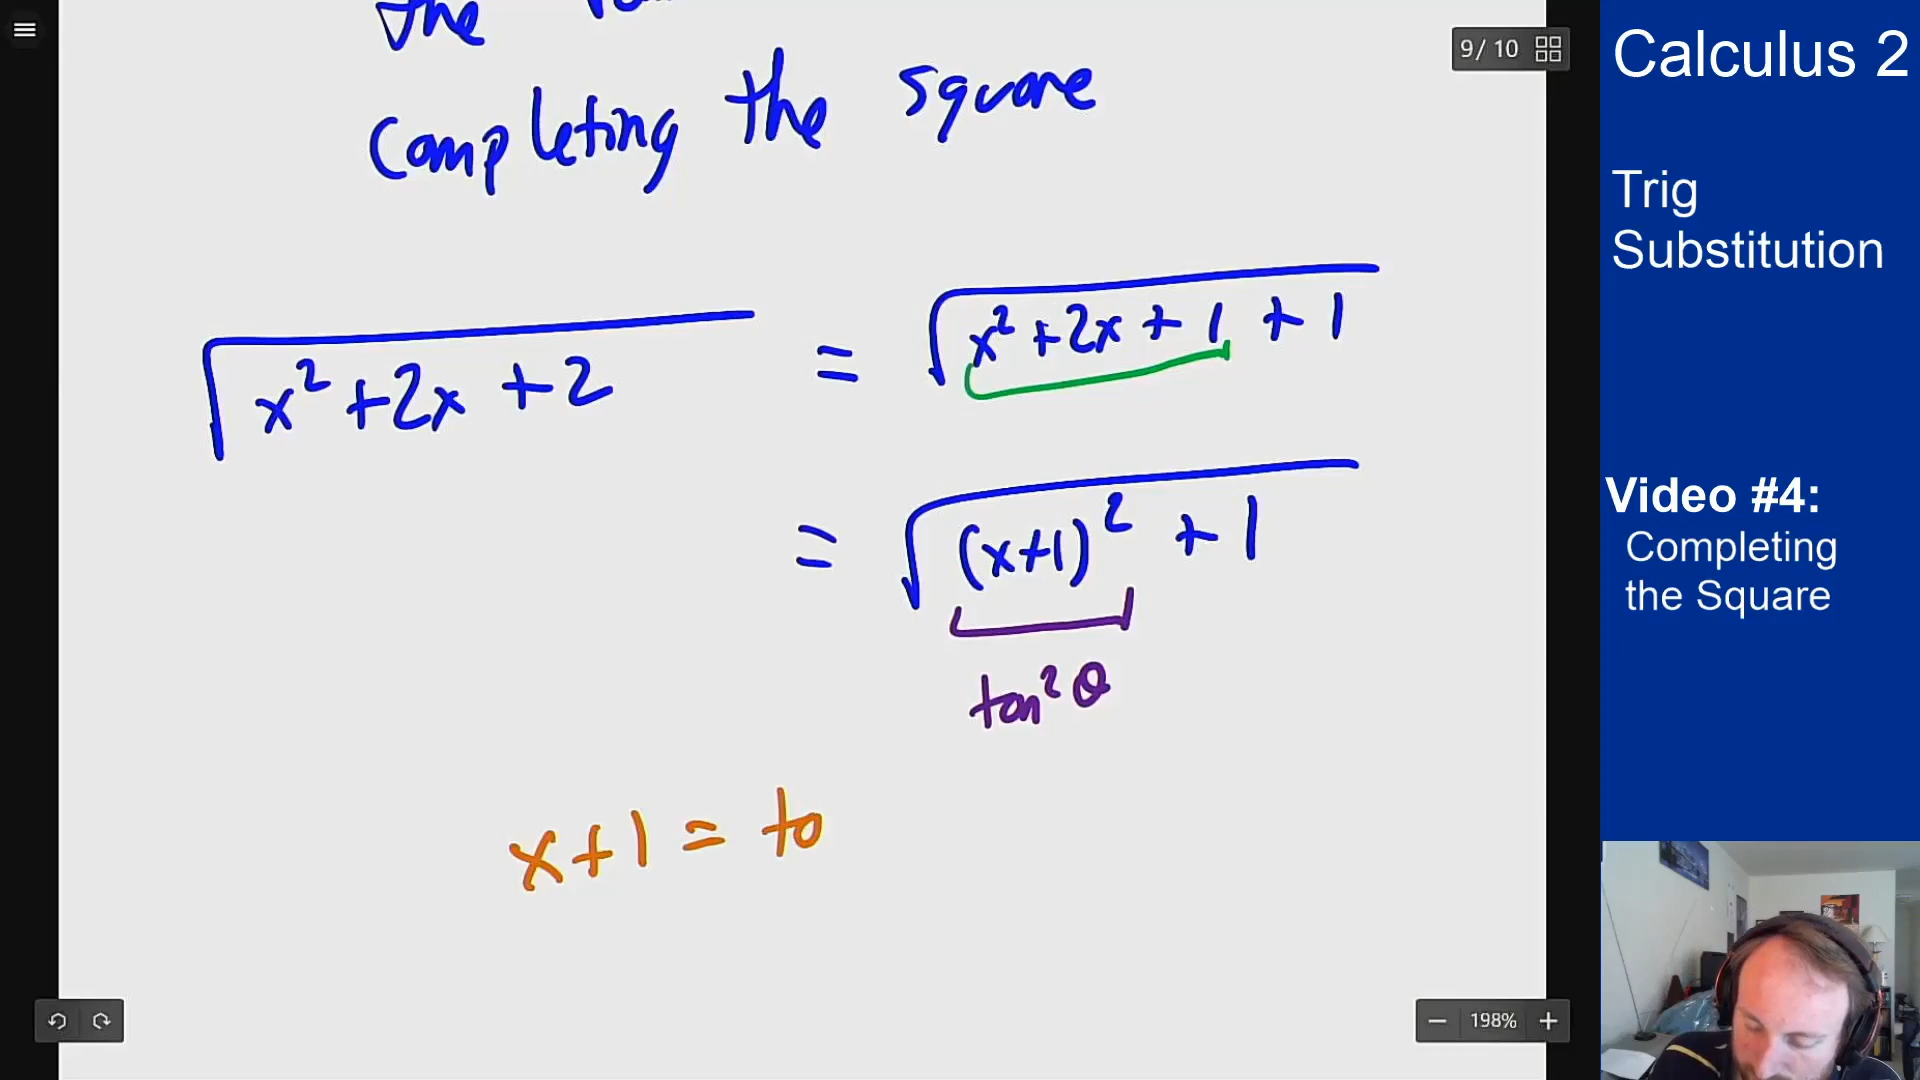 the
completing the square
9 / 10
√x²+2x+2 = √x²+2x+1+1
= √(x+1)²+1
tan²θ
x+1 = ta
198%
Calculus 2
Trig
Substitution
Video #4:
Completing
the Square